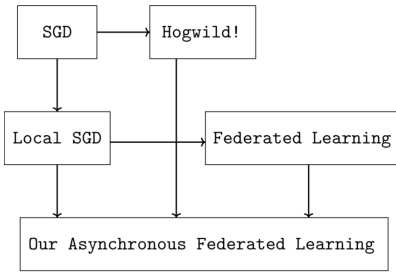 SGD
Hogwild!
Local SGD
Federated Learning
Our Asynchronous Federated Learning